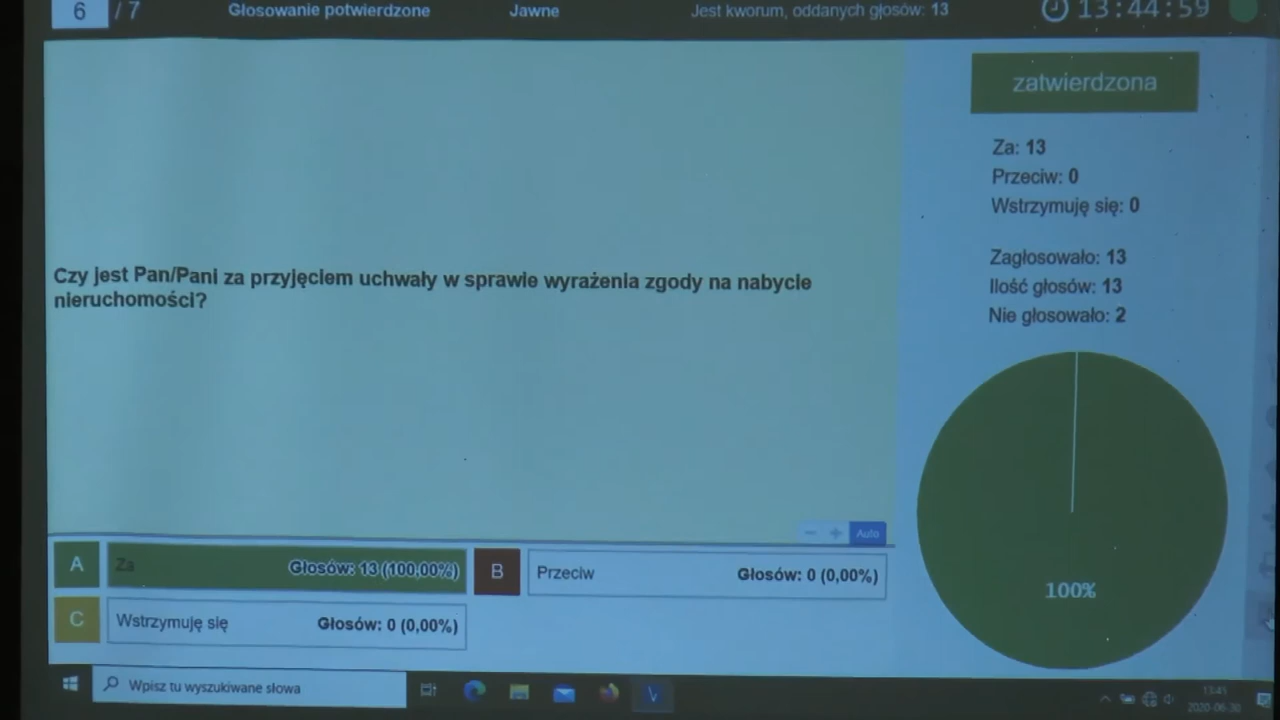 6 / 7 Głosowanie potwierdzone Jawne Jest kworum, oddanych głosów: 13 13:44:59
zatwierdzona
Za: 13
Przeciw: 0
Wstrzymuję się: 0
Zagłosowało: 13
Ilość głosów: 13
Nie głosowało: 2
Czy jest Pan/Pani za przyjęciem uchwały w sprawie wyrażenia zgody na nabycie
nieruchomości?
100%
− + Auto
A Za Głosów: 13 (100,00%) B Przeciw Głosów: 0 (0,00%)
C Wstrzymuję się Głosów: 0 (0,00%)
Wpisz tu wyszukiwane słowa
2020-06-30